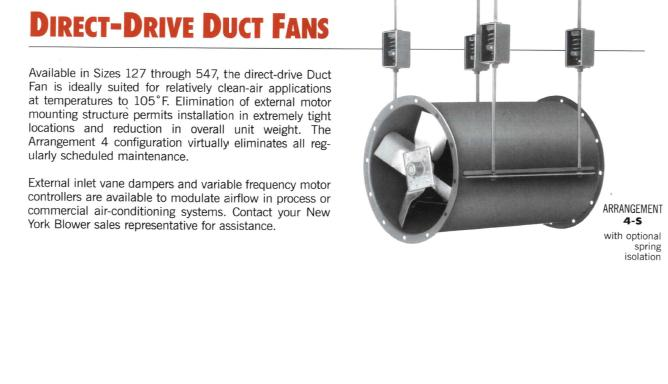 DIRECT-DRIVE DUCT FANS
Available in Sizes 127 through 547, the direct-drive Duct
Fan is ideally suited for relatively clean-air applications
at temperatures to 105°F. Elimination of external motor
mounting structure permits installation in extremely tight
locations and reduction in overall unit weight. The
Arrangement 4 configuration virtually eliminates all reg-
ularly scheduled maintenance.
External inlet vane dampers and variable frequency motor
controllers are available to modulate airflow in process or
commercial air-conditioning systems. Contact your New
York Blower sales representative for assistance.
ARRANGEMENT
4-S
with optional
spring
isolation